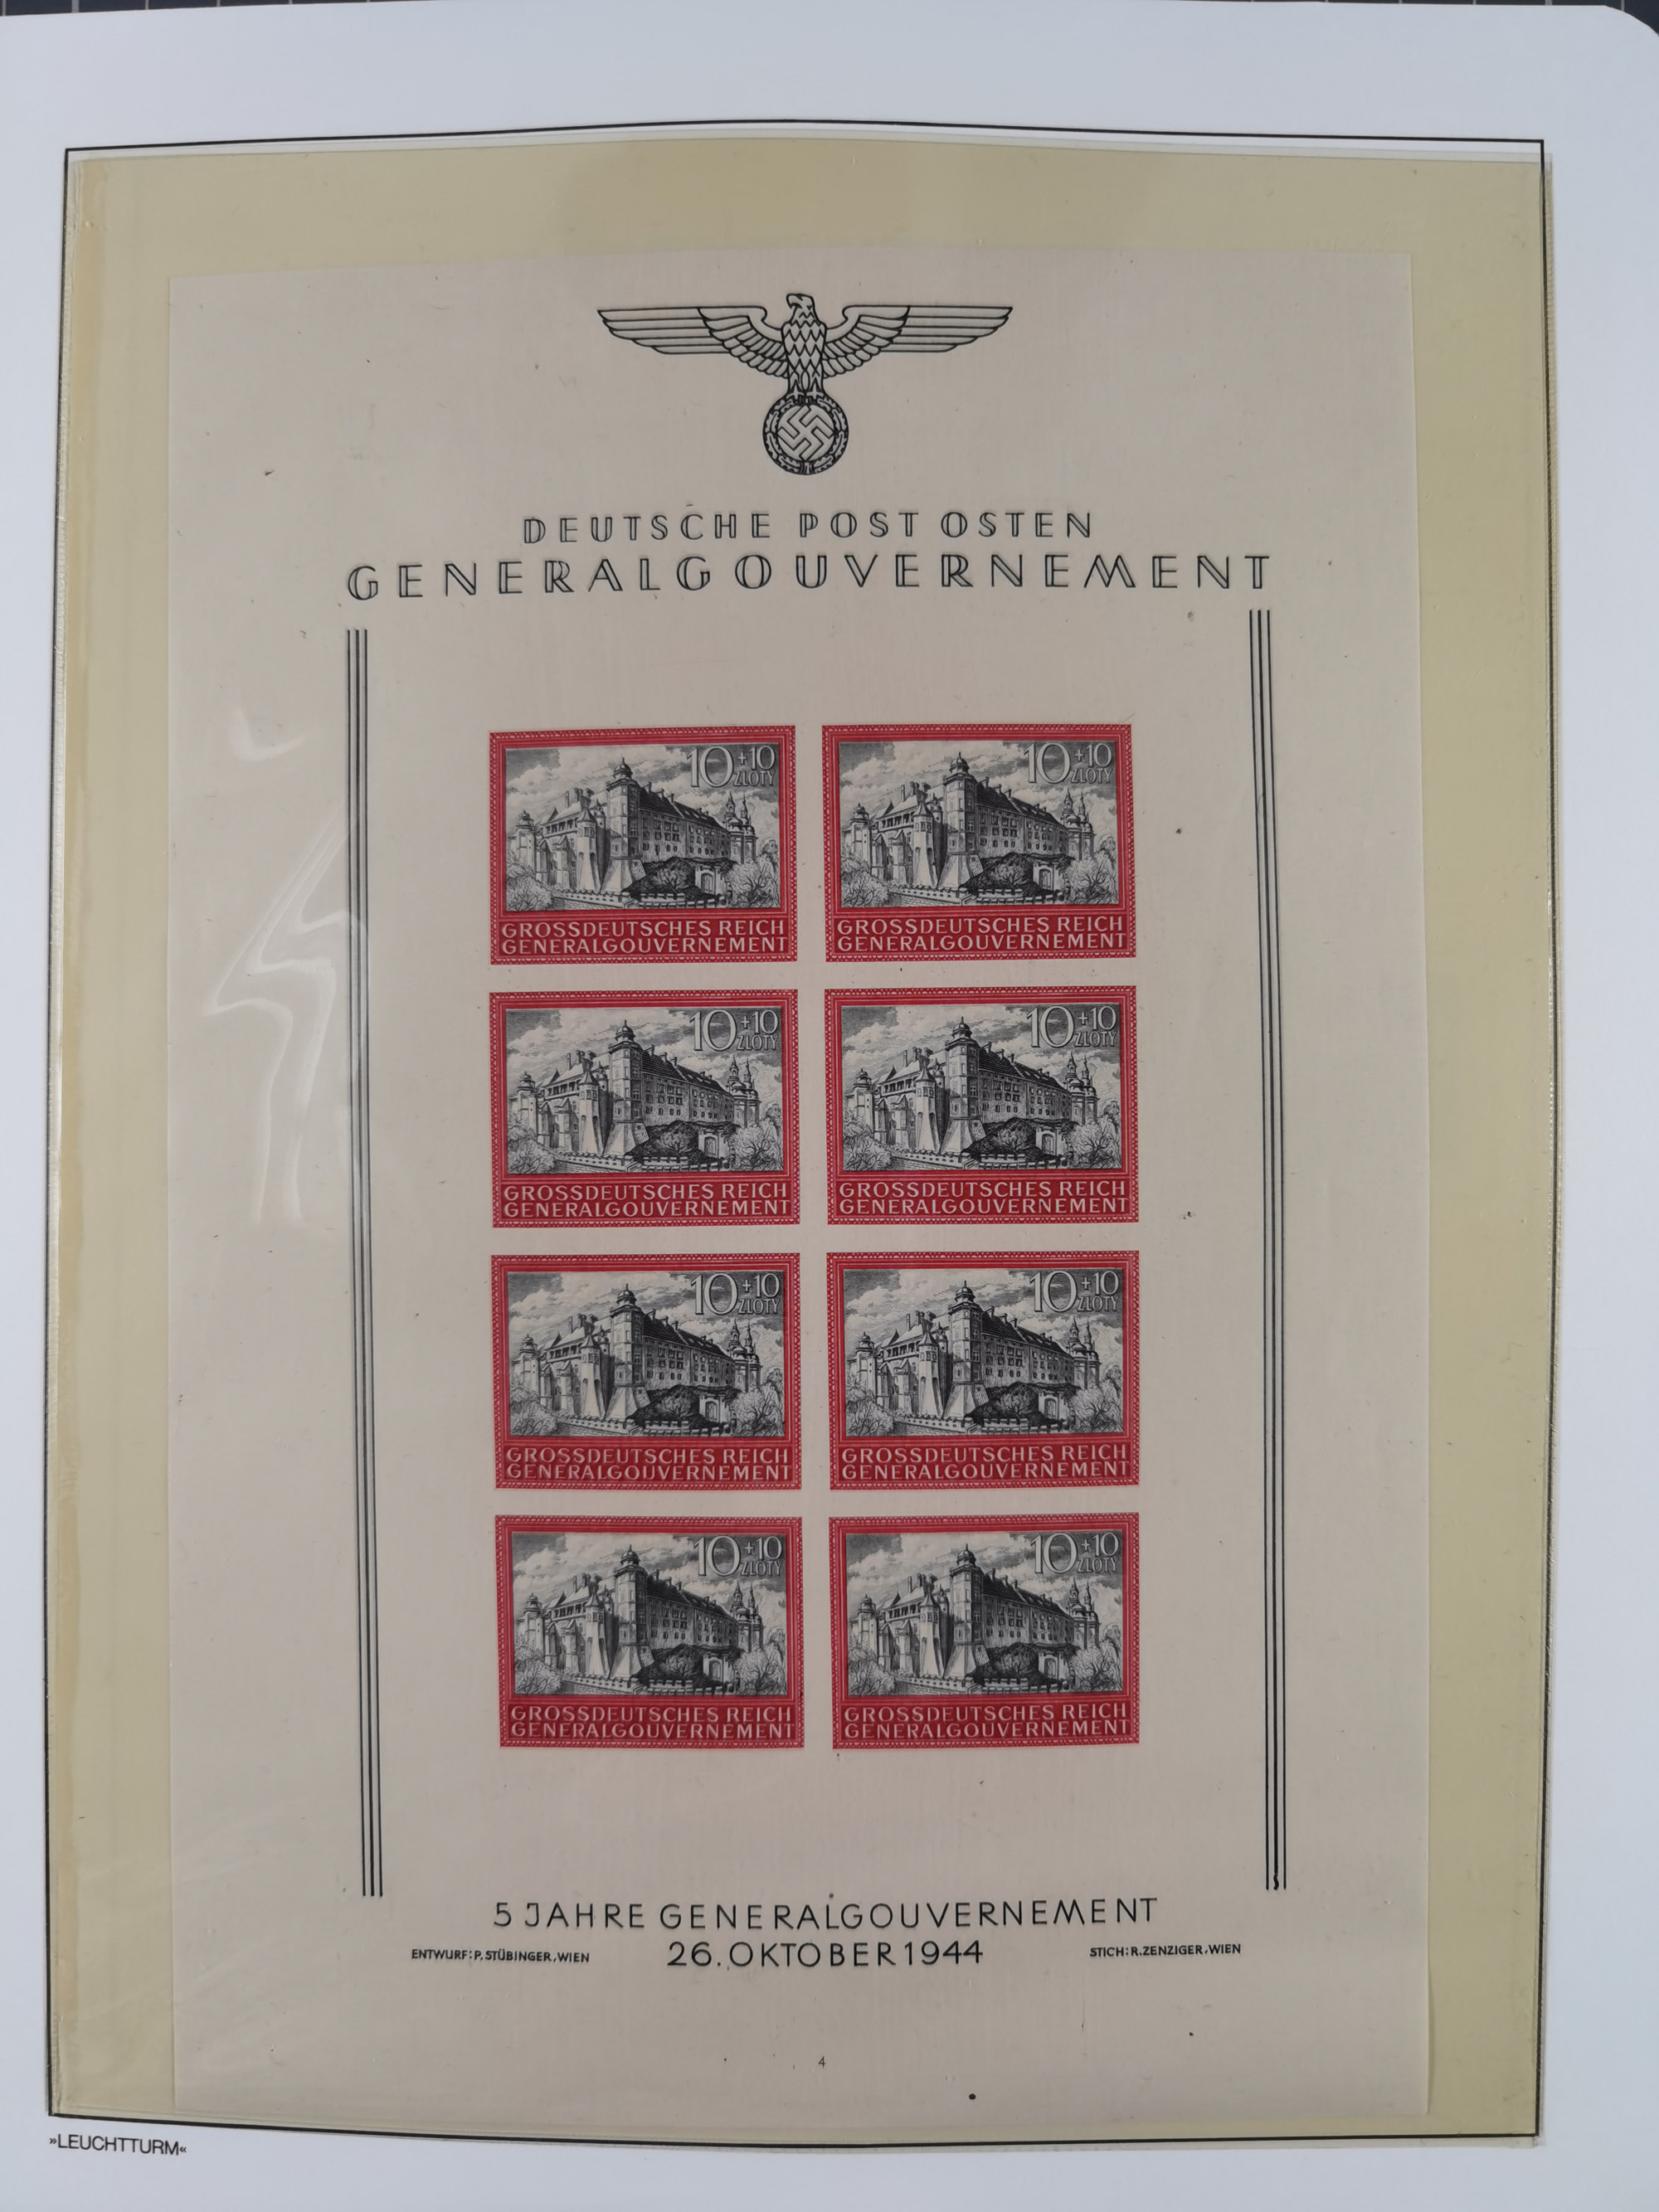 DEUTSCHE POST OSTEN
GENERALGOUVERNEMENT
10+10
ZLOTY
GROSSDEUTSCHES REICH
GENERALGOUVERNEMENT
10+10
ZLOTY
GROSSDEUTSCHES REICH
GENERALGOUVERNEMENT
10+10
ZLOTY
GROSSDEUTSCHES REICH
GENERALGOUVERNEMENT
10+10
ZLOTY
GROSSDEUTSCHES REICH
GENERALGOUVERNEMENT
10+10
ZLOTY
GROSSDEUTSCHES REICH
GENERALGOUVERNEMENT
10+10
ZLOTY
GROSSDEUTSCHES REICH
GENERALGOUVERNEMENT
10+10
ZLOTY
GROSSDEUTSCHES REICH
GENERALGOUVERNEMENT
10+10
ZLOTY
GROSSDEUTSCHES REICH
GENERALGOUVERNEMENT
5 JAHRE GENERALGOUVERNEMENT
ENTWURF: P. STÜBINGER, WIEN
26. OKTOBER 1944
STICH: R. ZENZIGER, WIEN
4
»LEUCHTTURM«